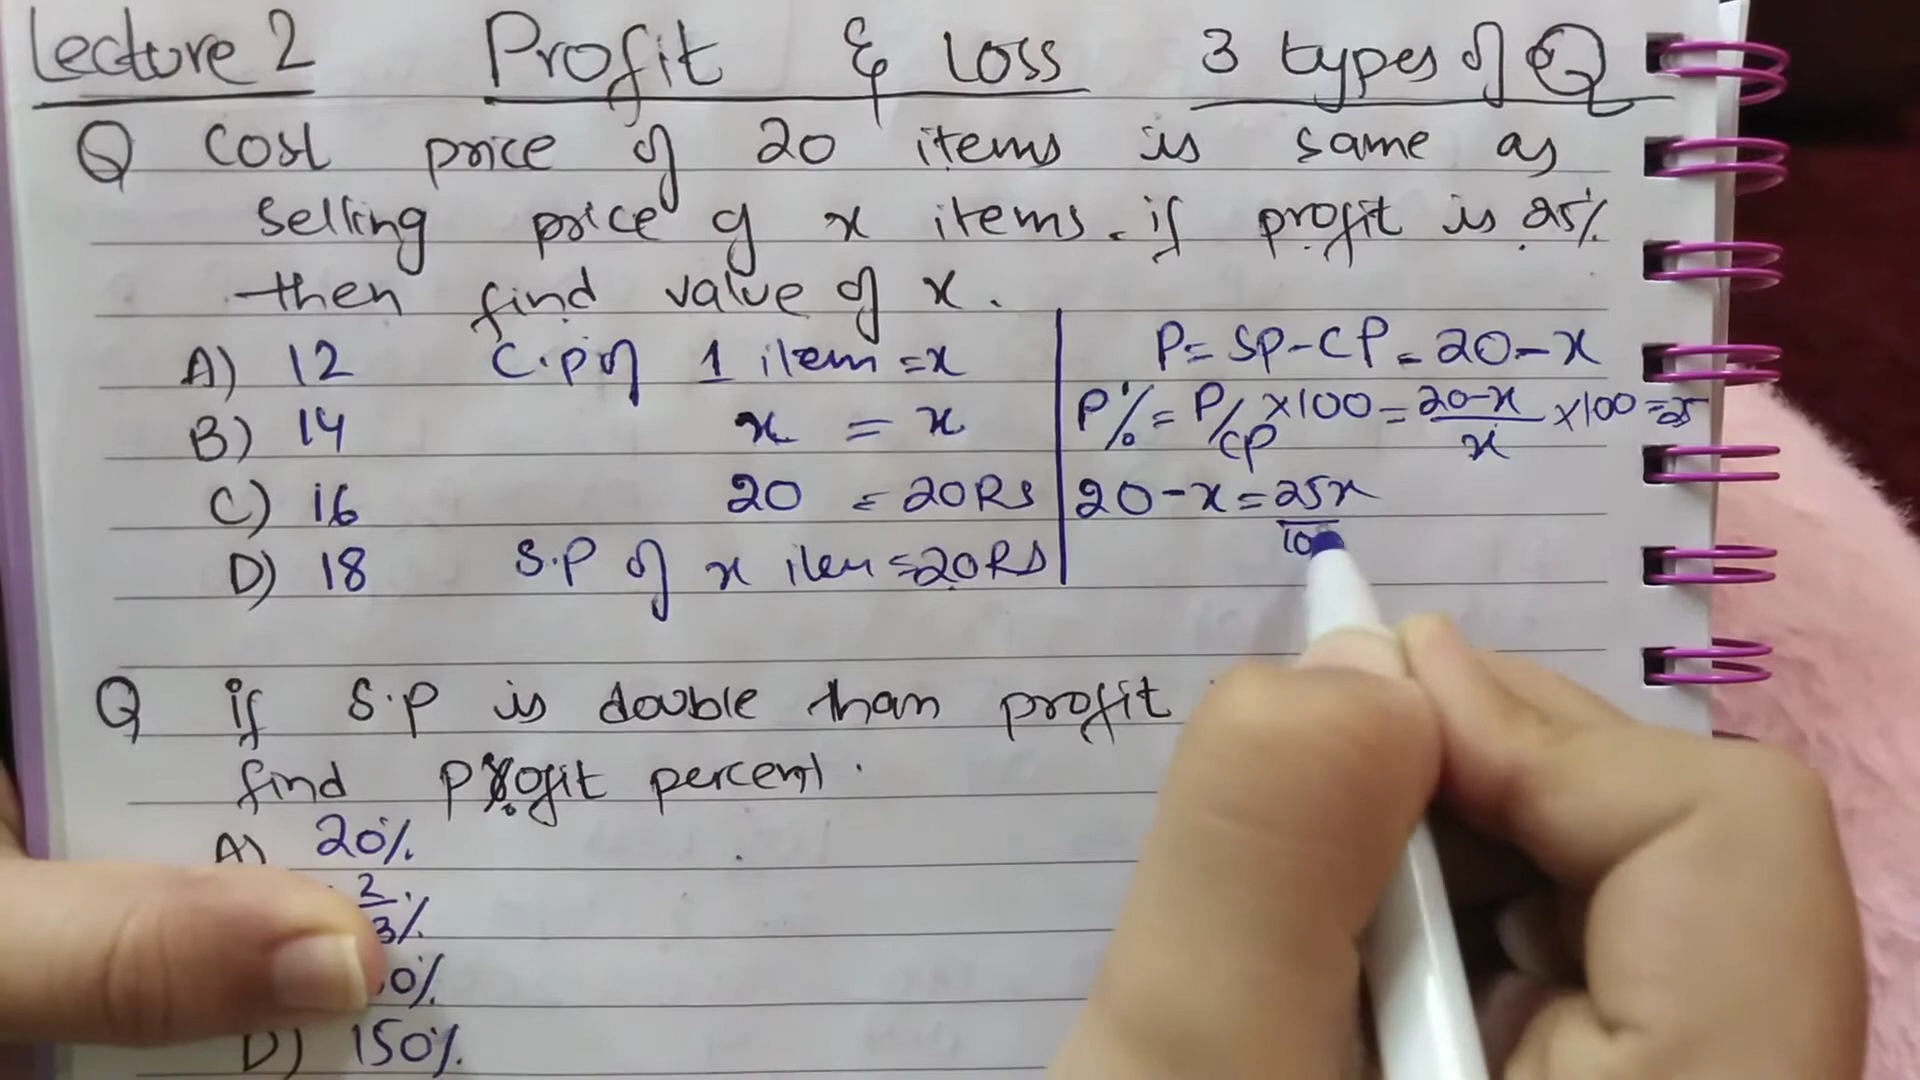 Lecture 2 Profit & Loss 3 types of Q
Q Cost price of 20 items is same as
selling price of x items. if profit is 25%
then find value of x.
A) 12
B) 14
C) 16
D) 18
C.P of 1 item = x
x = x
20 = 20RS
S.P of x item = 20RS
P = SP - CP = 20 - x
P% = P/CP × 100 = 20-x/x × 100 = 25
20 - x = 25x/100
Q if S.P is double than profit
find profit percent.
A) 20%
2/3%
0%
D) 150%